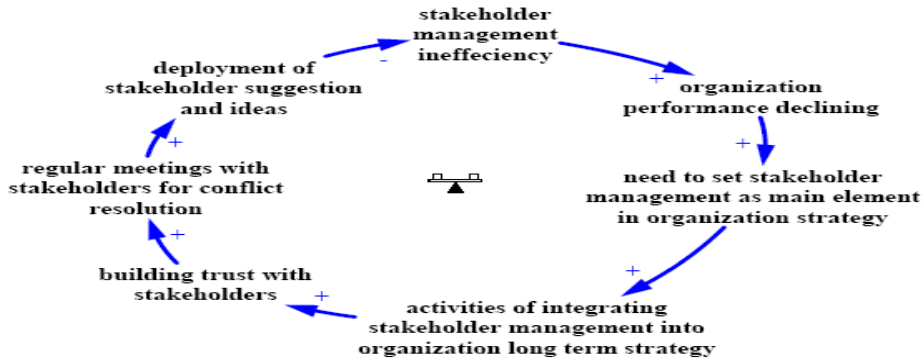 stakeholder
management
ineffeciency
-
+
organization
performance declining
+
need to set stakeholder
management as main element
in organization strategy
+
activities of integrating
stakeholder management into
organization long term strategy
+
building trust with
stakeholders
+
regular meetings with
stakeholders for conflict
resolution
+
deployment of
stakeholder suggestion
and ideas